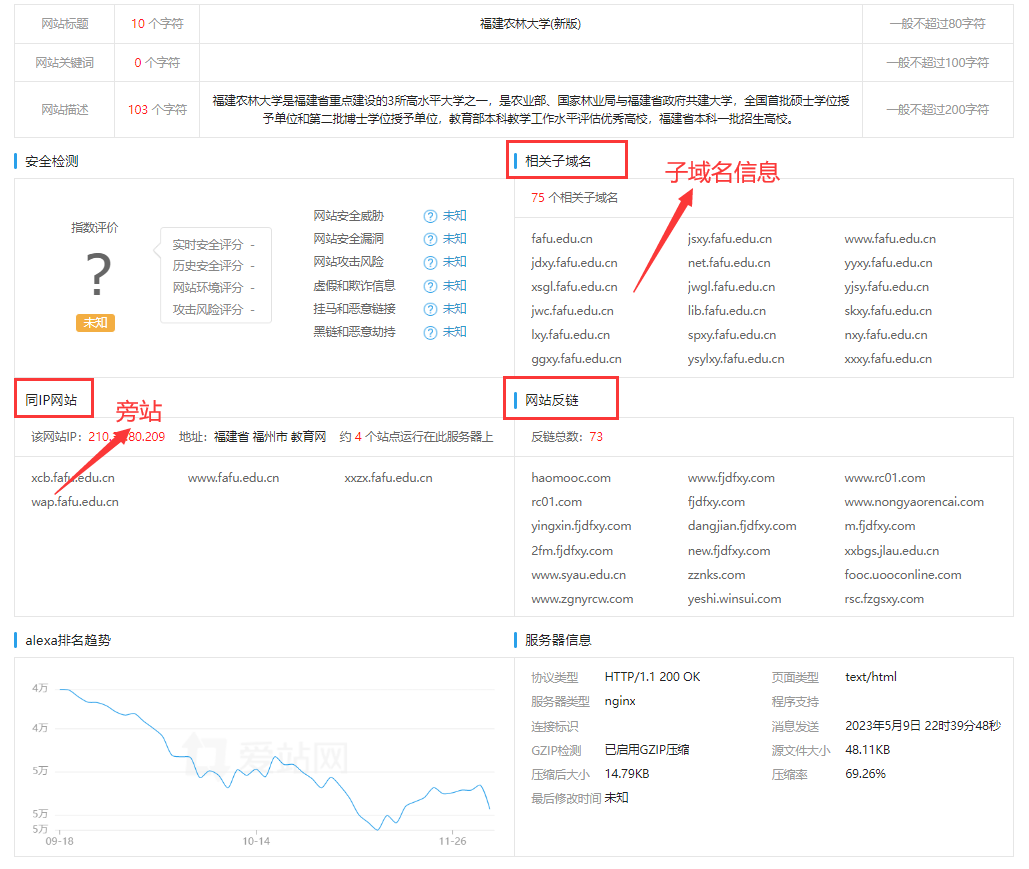 网站标题 10 个字符 福建农林大学(新版) 一般不超过80字符
网站关键词 0 个字符 一般不超过100字符
网站描述 103 个字符 福建农林大学是福建省重点建设的3所高水平大学之一，是农业部、国家林业局与福建省政府共建大学，全国首批硕士学位授
予单位和第二批博士学位授予单位，教育部本科教学工作水平评估优秀高校，福建省本科一批招生高校。 一般不超过200字符
安全检测
指数评价
?
未知
实时安全评分 -
历史安全评分 -
网站环境评分 -
攻击风险评分 -
网站安全威胁 ? 未知
网站安全漏洞 ? 未知
网站攻击风险 ? 未知
虚假和欺诈信息 ? 未知
挂马和恶意链接 ? 未知
黑链和恶意劫持 ? 未知
相关子域名
子域名信息
75 个相关子域名
fafu.edu.cn jsxy.fafu.edu.cn www.fafu.edu.cn
jdxy.fafu.edu.cn net.fafu.edu.cn yyxy.fafu.edu.cn
xsgl.fafu.edu.cn jwgl.fafu.edu.cn yjsy.fafu.edu.cn
jwc.fafu.edu.cn lib.fafu.edu.cn skxy.fafu.edu.cn
lxy.fafu.edu.cn spxy.fafu.edu.cn nxy.fafu.edu.cn
ggxy.fafu.edu.cn ysylxy.fafu.edu.cn xxxy.fafu.edu.cn
同IP网站
旁站
该网站IP： 地址：福建省 福州市 教育网 约 4 个站点运行在此服务器上
xcb.fafu.edu.cn www.fafu.edu.cn xxzx.fafu.edu.cn
wap.fafu.edu.cn
网站反链
反链总数：73
haomooc.com www.fjdfxy.com www.rc01.com
rc01.com fjdfxy.com www.nongyaorencai.com
yingxin.fjdfxy.com dangjian.fjdfxy.com m.fjdfxy.com
2fm.fjdfxy.com new.fjdfxy.com xxbgs.jlau.edu.cn
www.syau.edu.cn zznks.com fooc.uooconline.com
www.zgnyrcw.com yeshi.winsui.com rsc.fzgsxy.com
alexa排名趋势
4万
4万
5万
5万
5万
09-18 10-14 11-26
爱站网
服务器信息
协议类型 HTTP/1.1 200 OK 页面类型 text/html
服务器类型 nginx 程序支持
连接标识 消息发送 2023年5月9日 22时39分48秒
GZIP检测 已启用GZIP压缩 源文件大小 48.11KB
压缩后大小 14.79KB 压缩率 69.26%
最后修改时间 未知